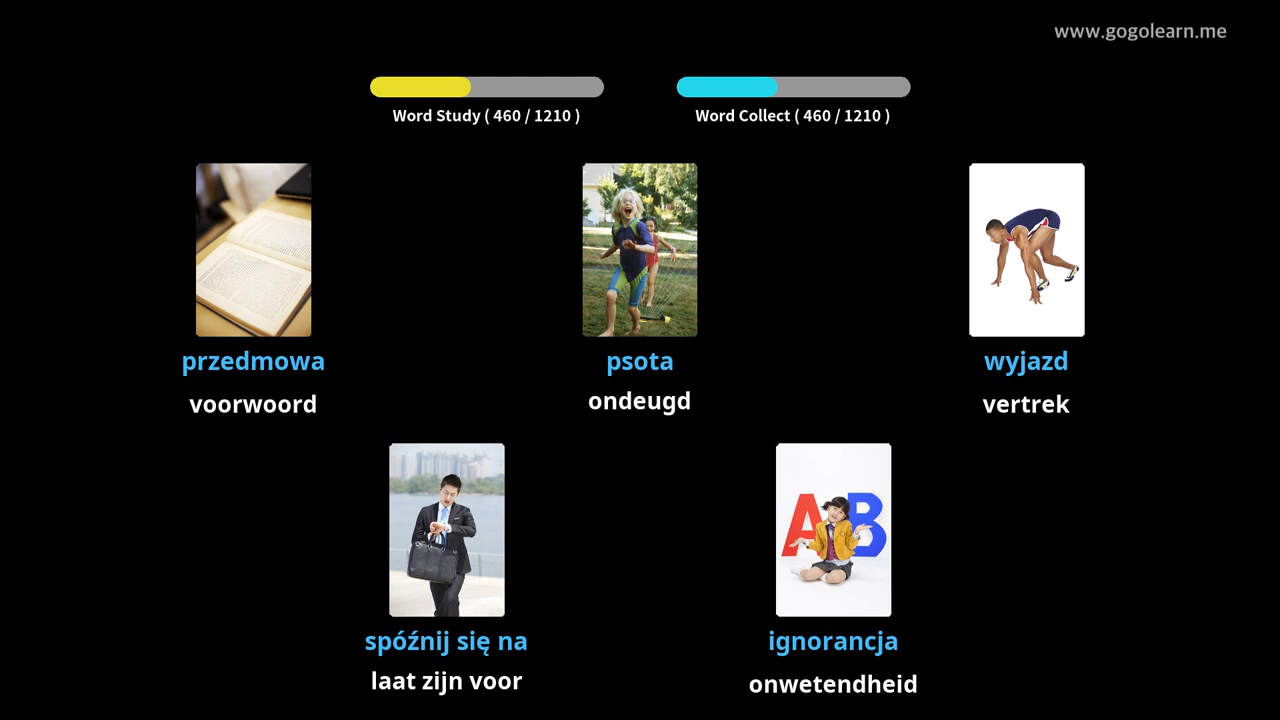 www.gogolearn.me
Word Study ( 460 / 1210 )
Word Collect ( 460 / 1210 )
przedmowa
psota
wyjazd
voorwoord
ondeugd
vertrek
spóźnij się na
ignorancja
laat zijn voor
onwetendheid
A B